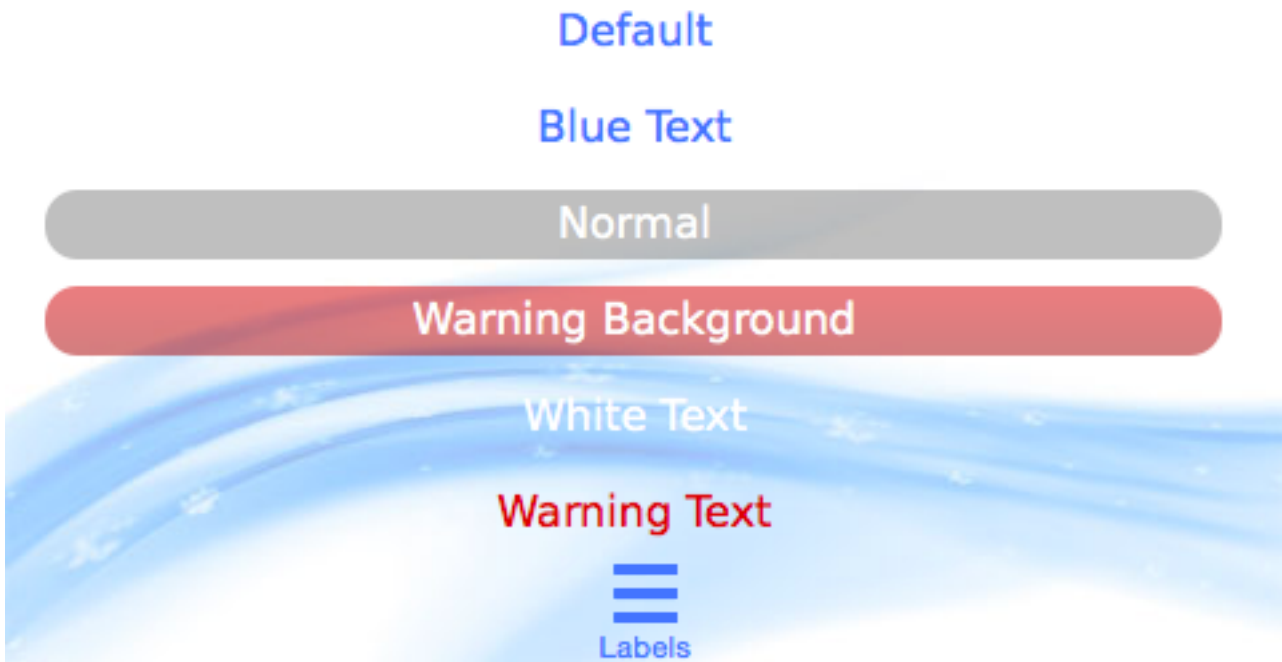 Default
Blue Text
Normal
Warning Background
White Text
Warning Text
Labels